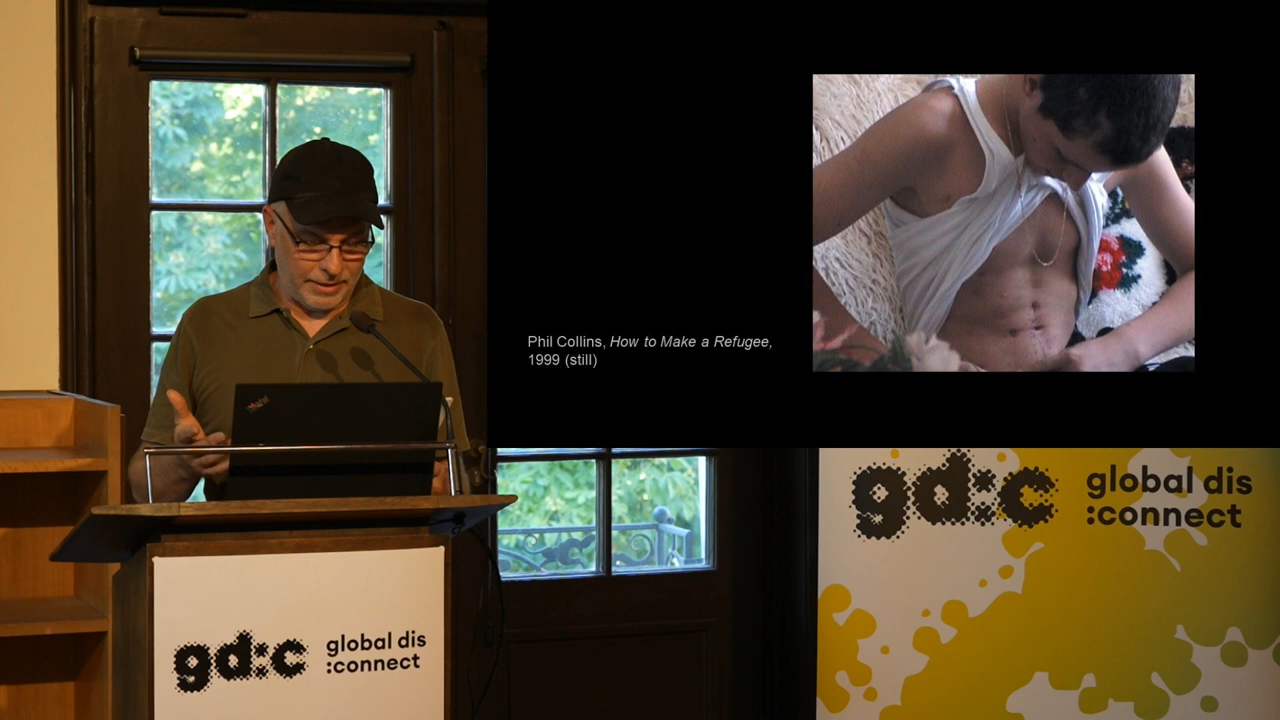 Phil Collins, How to Make a Refugee,
1999 (still)
gd:c
global dis
:connect
gd:c
global dis
:connect